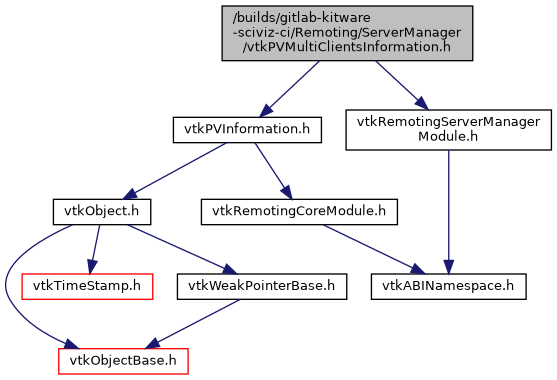 /builds/gitlab-kitware
-sciviz-ci/Remoting/ServerManager
/vtkPVMultiClientsInformation.h
vtkPVInformation.h
vtkRemotingServerManager
Module.h
vtkObject.h
vtkRemotingCoreModule.h
vtkTimeStamp.h
vtkWeakPointerBase.h
vtkABINamespace.h
vtkObjectBase.h